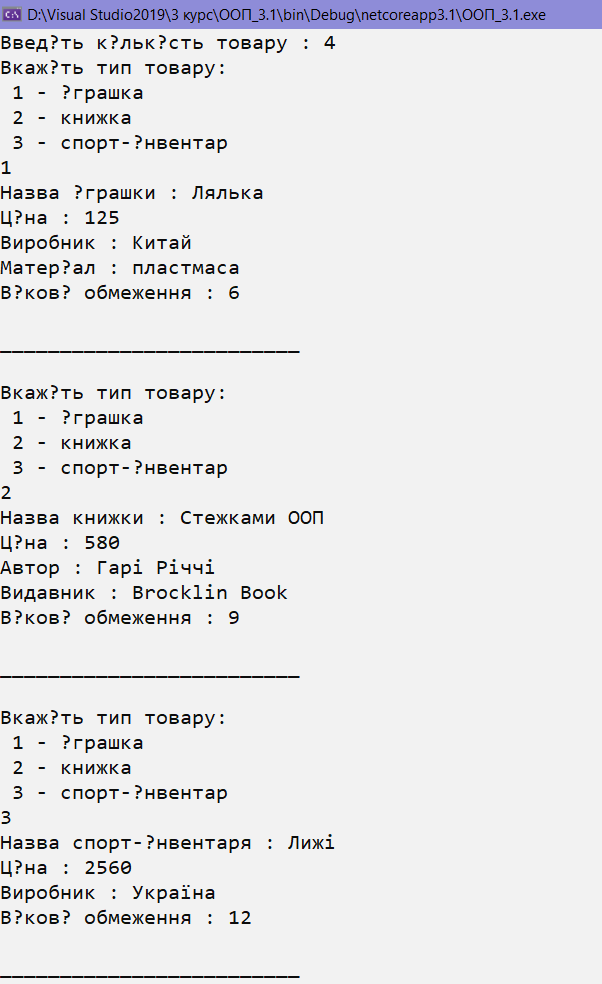 D:\Visual Studio2019\3 курс\ООП_3.1\bin\Debug\netcoreapp3.1\ООП_3.1.exe
Введ?ть к?льк?сть товару : 4
Вкаж?ть тип товару:
1 - ?грашка
2 - книжка
3 - спорт-?нвентар
1
Назва ?грашки : Лялька
Ц?на : 125
Виробник : Китай
Матер?ал : пластмаса
В?ков? обмеження : 6
_________________________
Вкаж?ть тип товару:
1 - ?грашка
2 - книжка
3 - спорт-?нвентар
2
Назва книжки : Стежками ООП
Ц?на : 580
Автор : Гарі Річчі
Видавник : Brocklin Book
В?ков? обмеження : 9
_________________________
Вкаж?ть тип товару:
1 - ?грашка
2 - книжка
3 - спорт-?нвентар
3
Назва спорт-?нвентаря : Лижі
Ц?на : 2560
Виробник : Україна
В?ков? обмеження : 12
_________________________